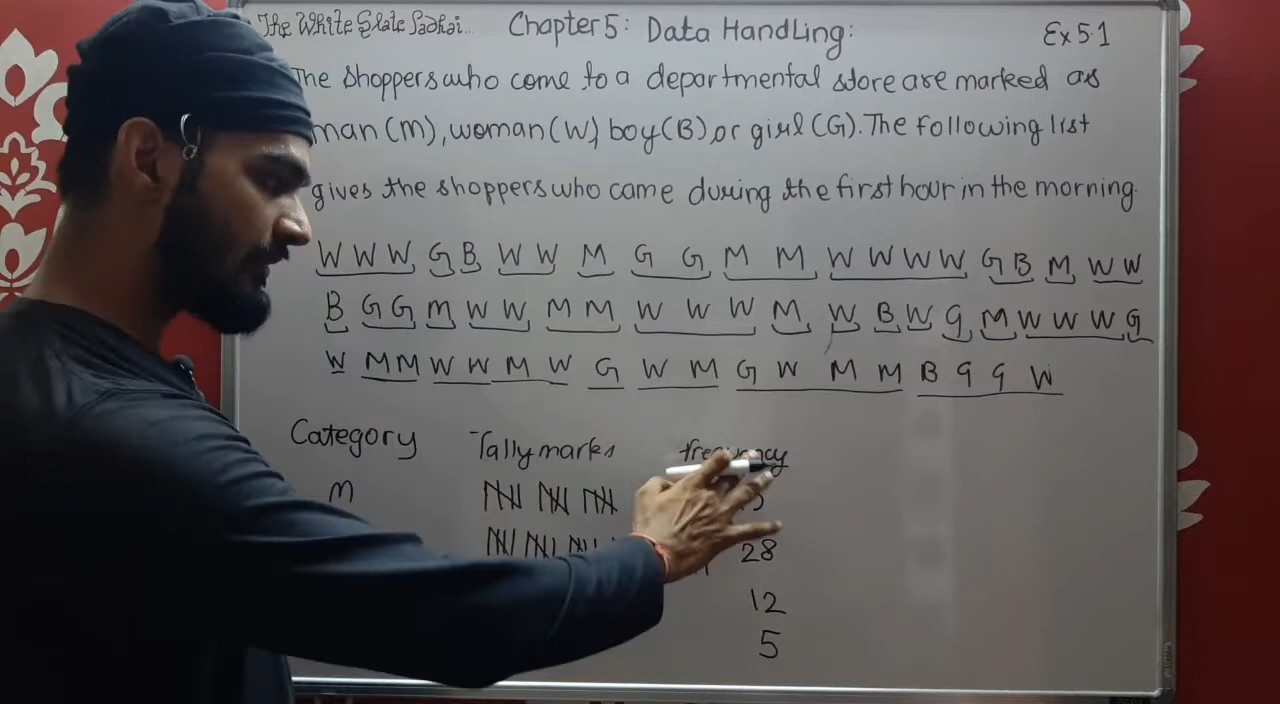 The White Slate Padhai... Chapter 5: Data Handling: Ex 5.1
The shoppers who come to a departmental store are marked as
man (M), woman (W) boy (B) or girl (G). The following list
gives the shoppers who came during the first hour in the morning.
W W W G B W W M G G M M W W W W G B M W W
B G G M W W M M W W W M W B W G M W W W G
W M M W W M W G W M G W M M B G G W
Category Tally marks frequency
M
28
12
5